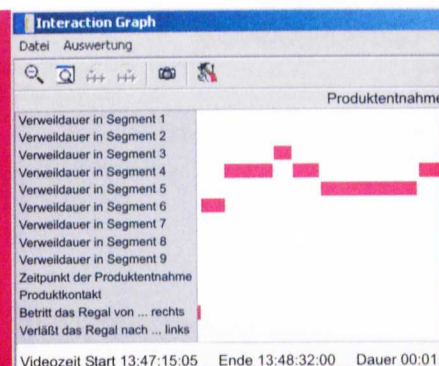 Interaction Graph
Datei Auswertung
Produktentnahme
Verweildauer in Segment 1
Verweildauer in Segment 2
Verweildauer in Segment 3
Verweildauer in Segment 4
Verweildauer in Segment 5
Verweildauer in Segment 6
Verweildauer in Segment 7
Verweildauer in Segment 8
Verweildauer in Segment 9
Zeitpunkt der Produktentnahme
Produktkontakt
Betritt das Regal von ... rechts
Verläßt das Regal nach ... links
Videozeit Start 13:47:15:05 Ende 13:48:32:00 Dauer 00:01